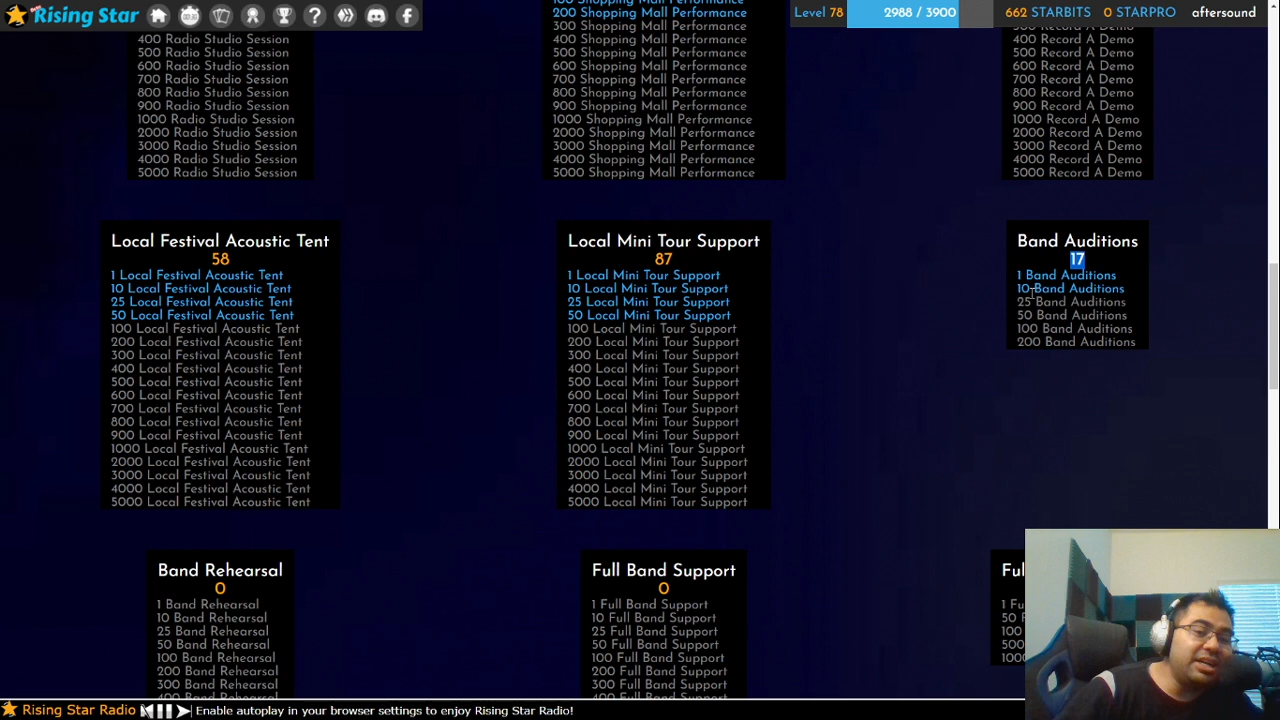 Rising Star
Level 78
2988 / 3900
662 STARBITS
0 STARPRO
aftersound
400 Radio Studio Session
500 Radio Studio Session
600 Radio Studio Session
700 Radio Studio Session
800 Radio Studio Session
900 Radio Studio Session
1000 Radio Studio Session
2000 Radio Studio Session
3000 Radio Studio Session
4000 Radio Studio Session
5000 Radio Studio Session
200 Shopping Mall Performance
300 Shopping Mall Performance
400 Shopping Mall Performance
500 Shopping Mall Performance
600 Shopping Mall Performance
700 Shopping Mall Performance
800 Shopping Mall Performance
900 Shopping Mall Performance
1000 Shopping Mall Performance
2000 Shopping Mall Performance
3000 Shopping Mall Performance
4000 Shopping Mall Performance
5000 Shopping Mall Performance
400 Record A Demo
500 Record A Demo
600 Record A Demo
700 Record A Demo
800 Record A Demo
900 Record A Demo
1000 Record A Demo
2000 Record A Demo
3000 Record A Demo
4000 Record A Demo
5000 Record A Demo
Local Festival Acoustic Tent
58
1 Local Festival Acoustic Tent
10 Local Festival Acoustic Tent
25 Local Festival Acoustic Tent
50 Local Festival Acoustic Tent
100 Local Festival Acoustic Tent
200 Local Festival Acoustic Tent
300 Local Festival Acoustic Tent
400 Local Festival Acoustic Tent
500 Local Festival Acoustic Tent
600 Local Festival Acoustic Tent
700 Local Festival Acoustic Tent
800 Local Festival Acoustic Tent
900 Local Festival Acoustic Tent
1000 Local Festival Acoustic Tent
2000 Local Festival Acoustic Tent
3000 Local Festival Acoustic Tent
4000 Local Festival Acoustic Tent
5000 Local Festival Acoustic Tent
Local Mini Tour Support
87
1 Local Mini Tour Support
10 Local Mini Tour Support
25 Local Mini Tour Support
50 Local Mini Tour Support
100 Local Mini Tour Support
200 Local Mini Tour Support
300 Local Mini Tour Support
400 Local Mini Tour Support
500 Local Mini Tour Support
600 Local Mini Tour Support
700 Local Mini Tour Support
800 Local Mini Tour Support
900 Local Mini Tour Support
1000 Local Mini Tour Support
2000 Local Mini Tour Support
3000 Local Mini Tour Support
4000 Local Mini Tour Support
5000 Local Mini Tour Support
Band Auditions
17
1 Band Auditions
10 Band Auditions
25 Band Auditions
50 Band Auditions
100 Band Auditions
200 Band Auditions
Band Rehearsal
0
1 Band Rehearsal
10 Band Rehearsal
25 Band Rehearsal
50 Band Rehearsal
100 Band Rehearsal
200 Band Rehearsal
300 Band Rehearsal
Full Band Support
0
1 Full Band Support
10 Full Band Support
25 Full Band Support
50 Full Band Support
100 Full Band Support
200 Full Band Support
300 Full Band Support
400 Full Band Support
Rising Star Radio
Enable autoplay in your browser settings to enjoy Rising Star Radio!